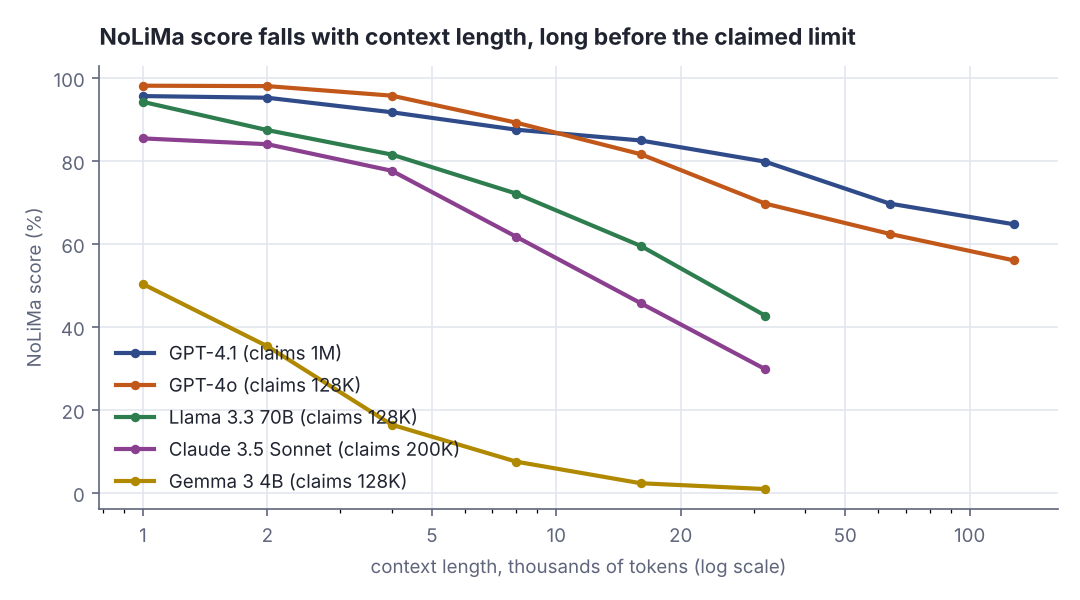 NoLiMa score falls with context length, long before the claimed limit
NoLiMa score (%)
100
80
60
40
20
0
GPT-4.1 (claims 1M)
GPT-4o (claims 128K)
Llama 3.3 70B (claims 128K)
Claude 3.5 Sonnet (claims 200K)
Gemma 3 4B (claims 128K)
1 2 5 10 20 50 100
context length, thousands of tokens (log scale)